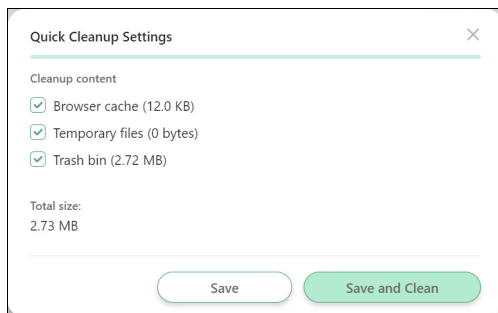 Quick Cleanup Settings
Cleanup content
Browser cache (12.0 KB)
Temporary files (0 bytes)
Trash bin (2.72 MB)
Total size:
2.73 MB
Save
Save and Clean